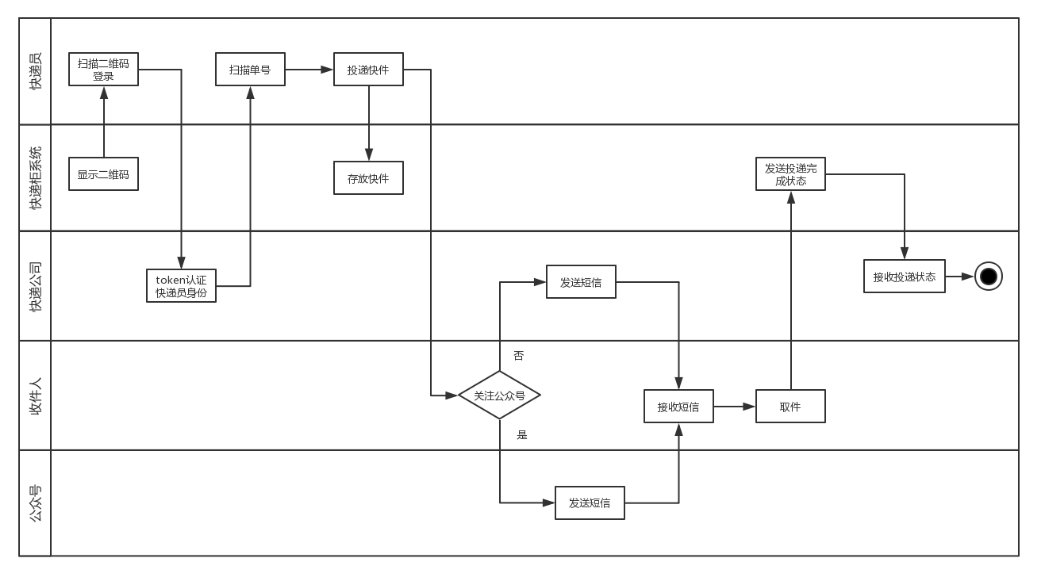 快递员
扫描二维码
登录
扫描单号
投递快件
快递柜系统
显示二维码
存放快件
发送投递完
成状态
快递公司
token认证
快递员身份
发送短信
接收投递状态
收件人
否
关注公众号
是
接收短信
取件
公众号
发送短信